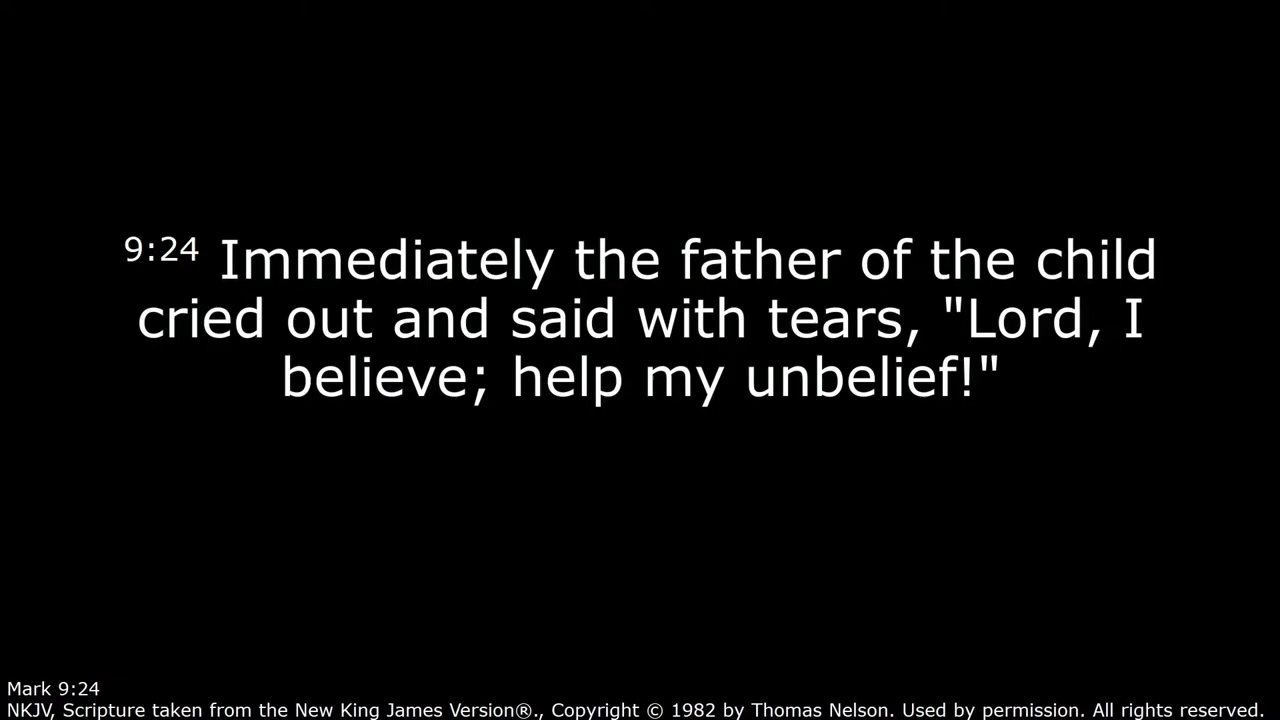 9:24 Immediately the father of the child
cried out and said with tears, "Lord, I
believe; help my unbelief!"
Mark 9:24
NKJV, Scripture taken from the New King James Version®., Copyright © 1982 by Thomas Nelson. Used by permission. All rights reserved.